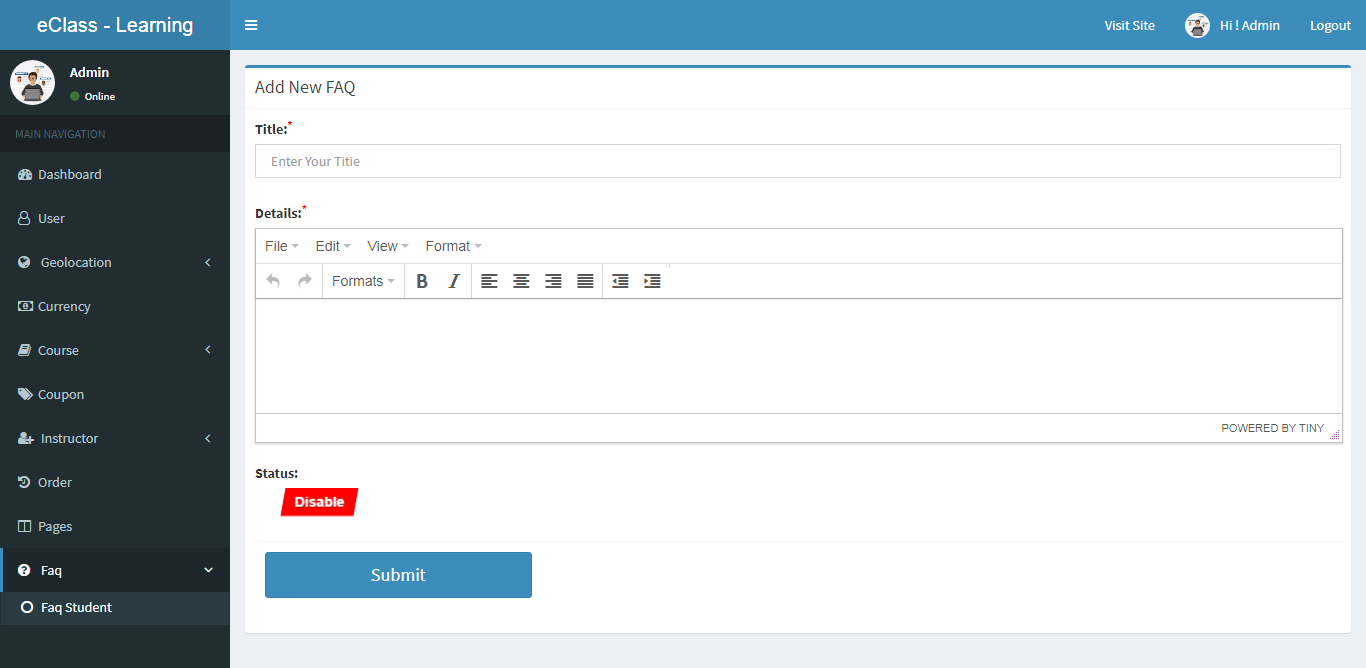 eClass - Learning
Visit Site
Hi ! Admin
Logout
Admin
Online
MAIN NAVIGATION
Dashboard
User
Geolocation
Currency
Course
Coupon
Instructor
Order
Pages
Faq
Faq Student
Add New FAQ
Title:*
Enter Your Titie
Details:*
File Edit View Format
Formats B I
POWERED BY TINY
Status:
Disable
Submit